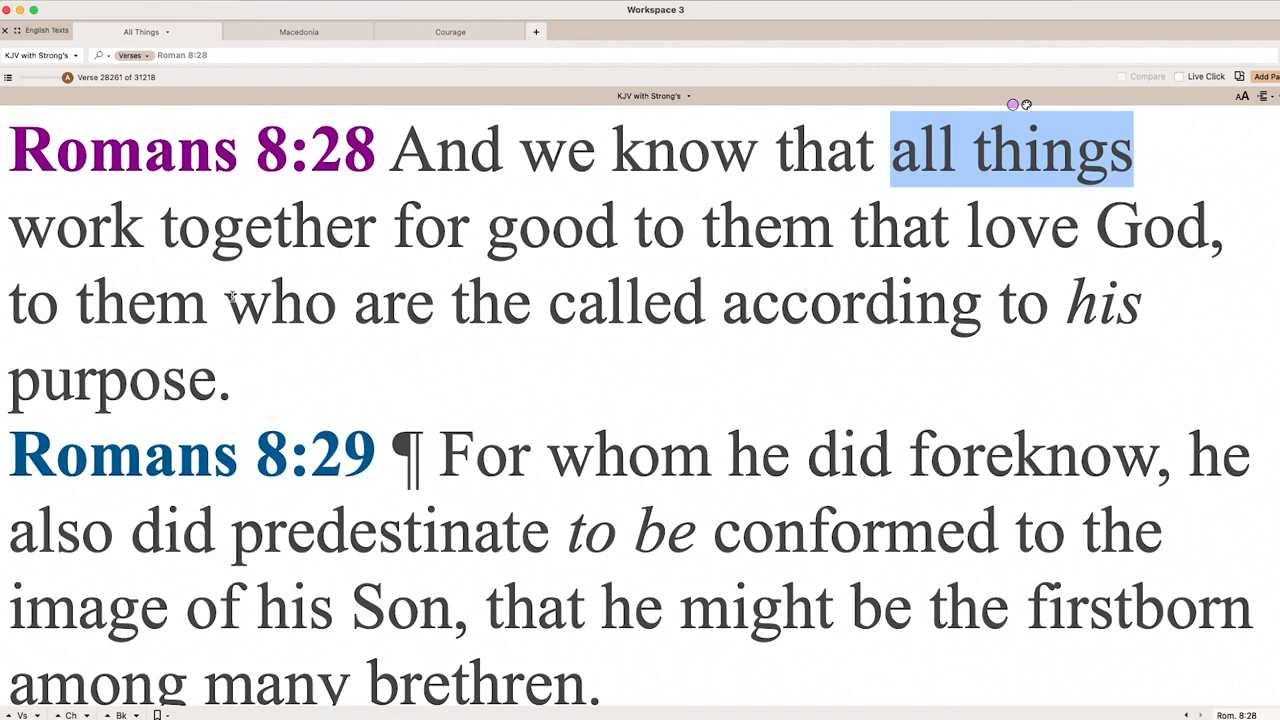 Workspace 3
English Texts
All Things
Macedonia
Courage
+
KJV with Strong's
Verses
Roman 8:28
A
Verse 28261 of 31218
Compare
Live Click
Add Pa
KJV with Strong's
AA
Romans 8:28 And we know that all things
work together for good to them that love God,
to them who are the called according to his
purpose.
Romans 8:29 ¶ For whom he did foreknow, he
also did predestinate to be conformed to the
image of his Son, that he might be the firstborn
among many brethren.
Vs
Ch
Bk
Rom. 8:28